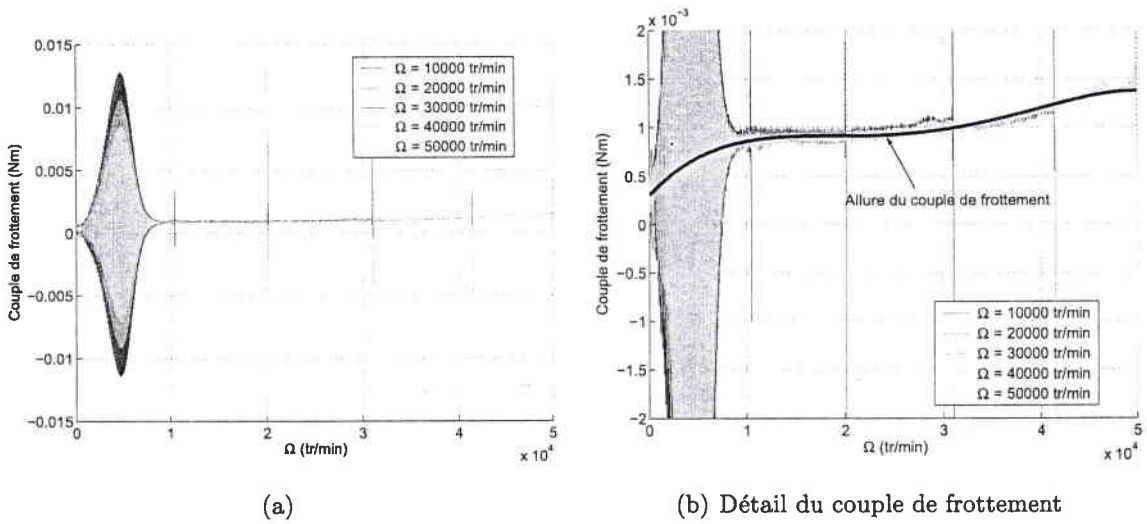 0.015
0.01
0.005
0
−0.005
−0.01
−0.015
Couple de frottement (Nm)
Ω = 10000 tr/min
Ω = 20000 tr/min
Ω = 30000 tr/min
Ω = 40000 tr/min
Ω = 50000 tr/min
0 1 2 3 4 5
Ω (tr/min)
x 10⁴
(a)
x 10⁻³
2
1.5
1
0.5
0
−0.5
−1
−1.5
−2
Couple de frottement (Nm)
Allure du couple de frottement
Ω = 10000 tr/min
Ω = 20000 tr/min
Ω = 30000 tr/min
Ω = 40000 tr/min
Ω = 50000 tr/min
0 1 2 3 4 5
Ω (tr/min)
x 10⁴
(b) Détail du couple de frottement